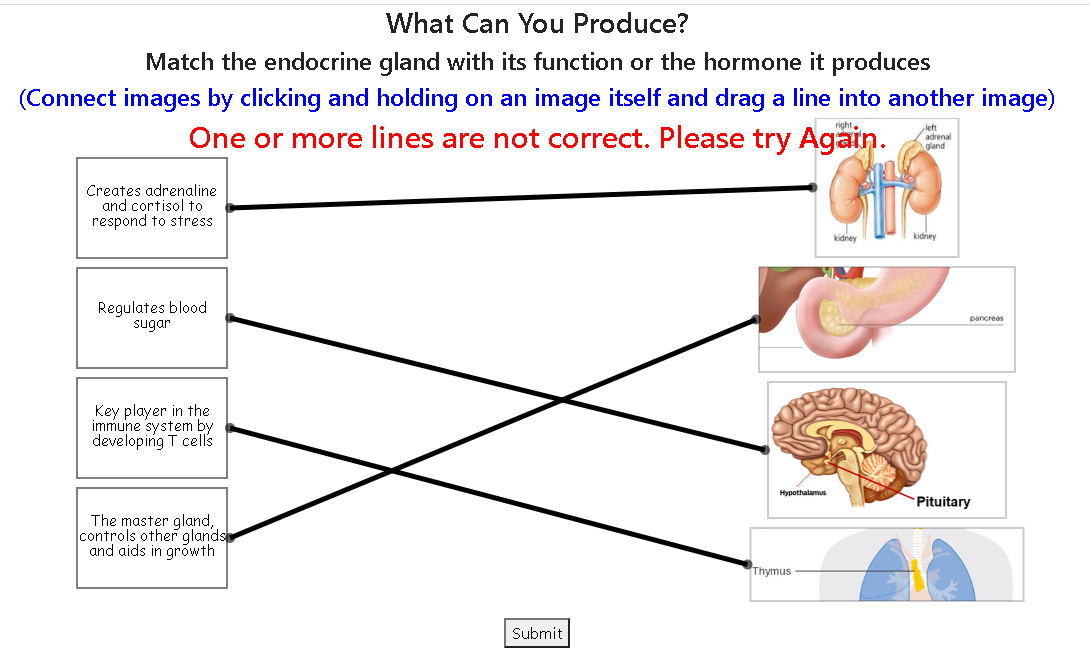 What Can You Produce?
Match the endocrine gland with its function or the hormone it produces
(Connect images by clicking and holding on an image itself and drag a line into another image)
One or more lines are not correct. Please try Again.
right
adrenal
gland
left
adrenal
gland
kidney
kidney
Creates adrenaline
and cortisol to
respond to stress
Regulates blood
sugar
pancreas
Key player in the
immune system by
developing T cells
Hypothalamus
Pituitary
The master gland,
controls other glands
and aids in growth
Thymus
Submit